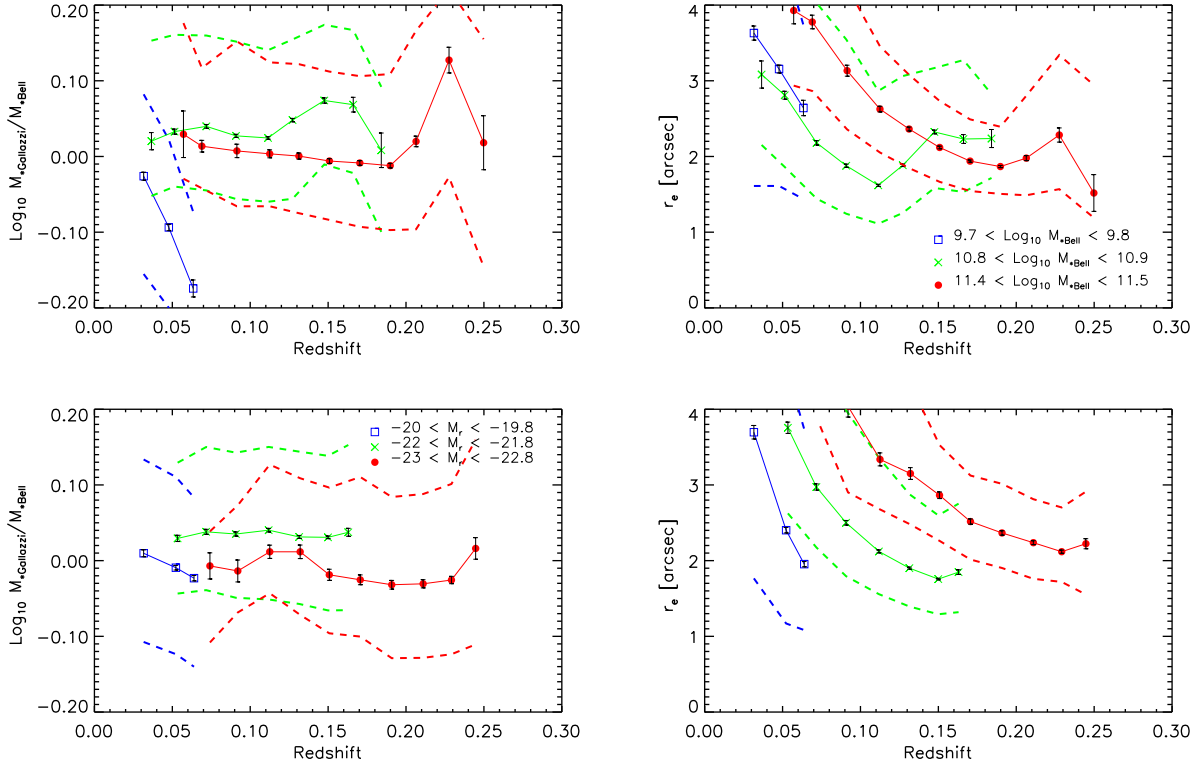 0.20
0.10
0.00
-0.10
-0.20
Log₁₀ M*Gallazzi/M*Bell
0.00 0.05 0.10 0.15 0.20 0.25 0.30
Redshift
4
3
2
1
0
rₑ [arcsec]
9.7 < Log₁₀ M*Bell < 9.8
10.8 < Log₁₀ M*Bell < 10.9
11.4 < Log₁₀ M*Bell < 11.5
0.00 0.05 0.10 0.15 0.20 0.25 0.30
Redshift
0.20
0.10
0.00
-0.10
-0.20
Log₁₀ M*Gallazzi/M*Bell
-20 < Mᵣ < -19.8
-22 < Mᵣ < -21.8
-23 < Mᵣ < -22.8
0.00 0.05 0.10 0.15 0.20 0.25 0.30
Redshift
4
3
2
1
0
rₑ [arcsec]
0.00 0.05 0.10 0.15 0.20 0.25 0.30
Redshift